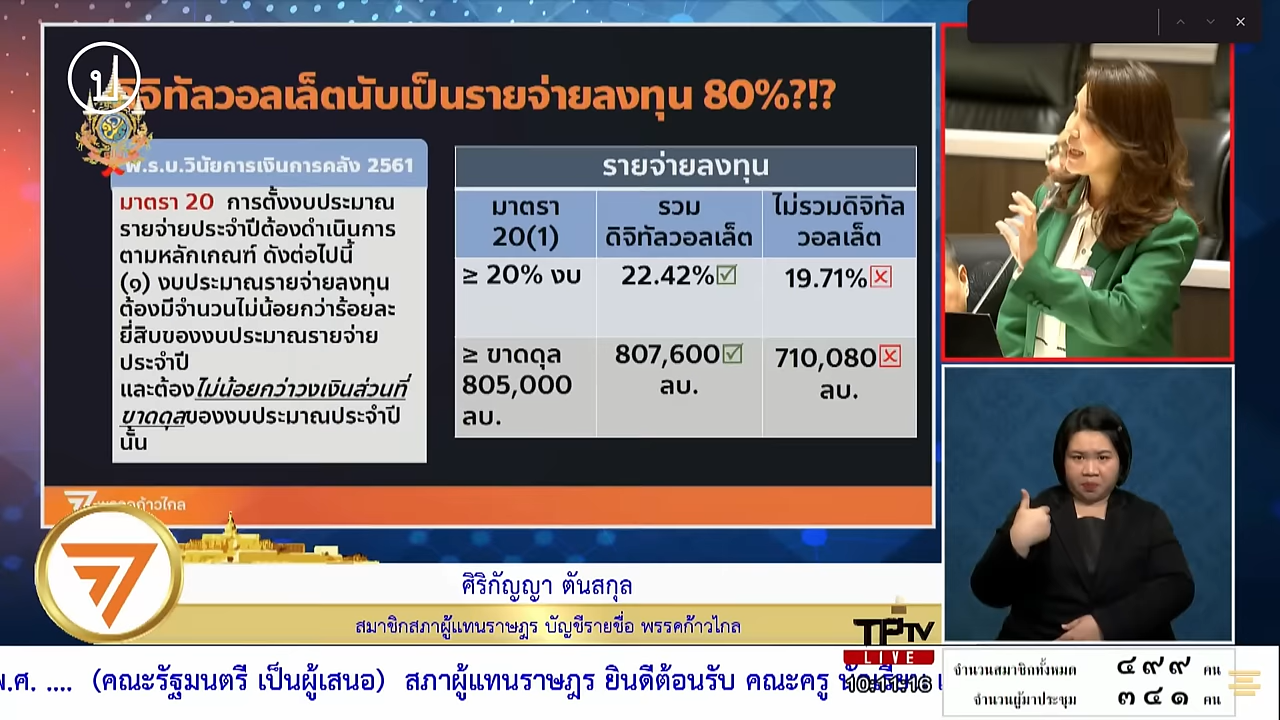 ดิจิทัลวอลเล็ตนับเป็นรายจ่ายลงทุน 80%?!?
พ.ร.บ.วินัยการเงินการคลัง 2561
มาตรา 20 การตั้งงบประมาณ
รายจ่ายประจำปีต้องดำเนินการ
ตามหลักเกณฑ์ ดังต่อไปนี้
(๑) งบประมาณรายจ่ายลงทุน
ต้องมีจำนวนไม่น้อยกว่าร้อยละ
ยี่สิบของงบประมาณรายจ่าย
ประจำปี
และต้องไม่น้อยกว่าวงเงินส่วนที่
ขาดดุลของงบประมาณประจำปี
นั้น
รายจ่ายลงทุน
มาตรา
20(1)
รวม
ดิจิทัลวอลเล็ต
ไม่รวมดิจิทัล
วอลเล็ต
≥ 20% งบ
22.42%
19.71%
≥ ขาดดุล
805,000
ลบ.
807,600
ลบ.
710,080
ลบ.
พรรคก้าวไกล
ศิริกัญญา ตันสกุล
สมาชิกสภาผู้แทนราษฎร บัญชีรายชื่อ พรรคก้าวไกล
TPTV
LIVE
พ.ศ. .... (คณะรัฐมนตรี เป็นผู้เสนอ) สภาผู้แทนราษฎร ยินดีต้อนรับ คณะครู
จำนวนสมาชิกทั้งหมด ๔๙๙ คน
จำนวนผู้มาประชุม ๓๔๑ คน